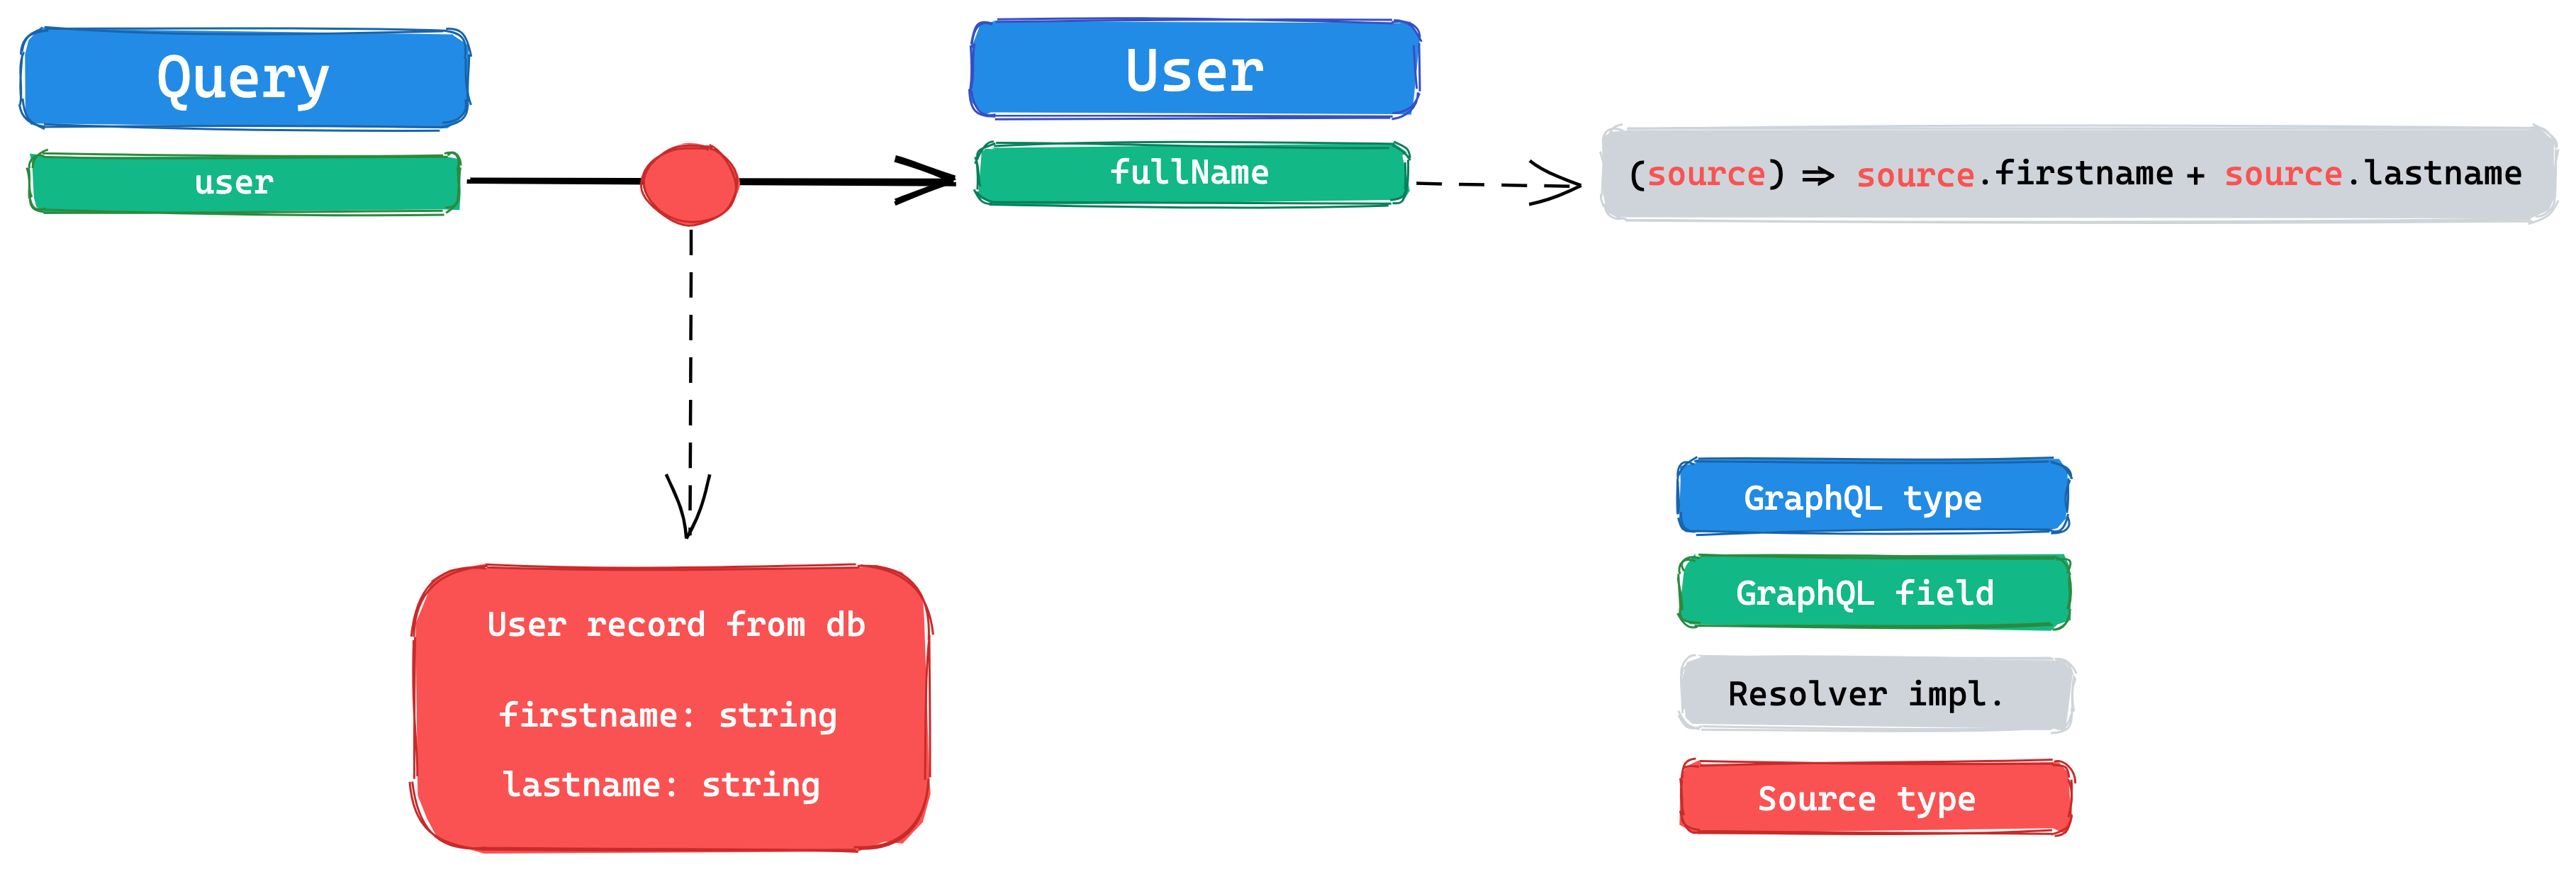 Query
User
user
fullName
(source) ⇒ source.firstname + source.lastname
User record from db
firstname: string
lastname: string
GraphQL type
GraphQL field
Resolver impl.
Source type